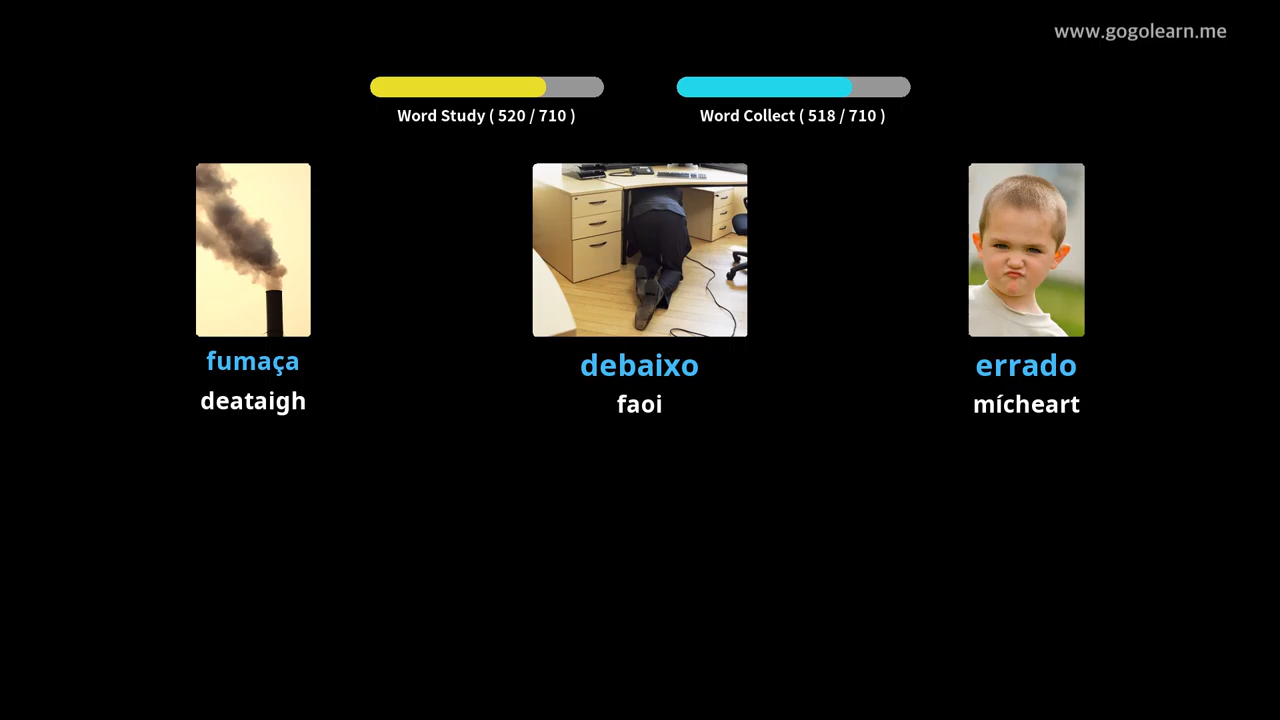 www.gogolearn.me
Word Study ( 520 / 710 )
Word Collect ( 518 / 710 )
fumaça
deataigh
debaixo
faoi
errado
mícheart